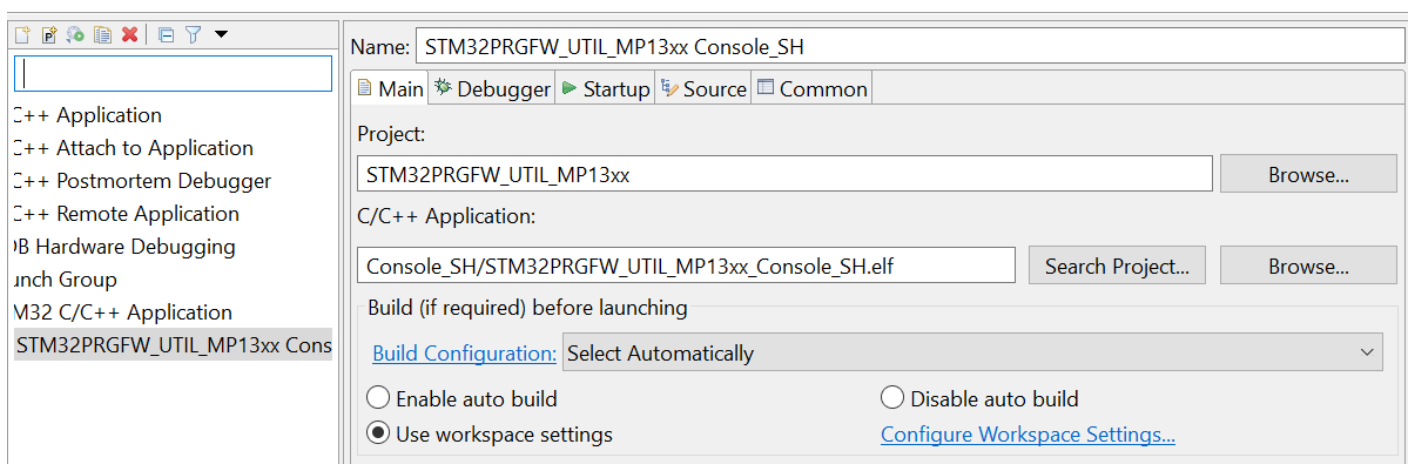 Name: STM32PRGFW_UTIL_MP13xx Console_SH
Main Debugger Startup Source Common
C++ Application
C++ Attach to Application
C++ Postmortem Debugger
C++ Remote Application
B Hardware Debugging
unch Group
M32 C/C++ Application
STM32PRGFW_UTIL_MP13xx Cons
Project:
STM32PRGFW_UTIL_MP13xx Browse...
C/C++ Application:
Console_SH/STM32PRGFW_UTIL_MP13xx_Console_SH.elf Search Project... Browse...
Build (if required) before launching
Build Configuration: Select Automatically
Enable auto build Disable auto build
Use workspace settings Configure Workspace Settings...